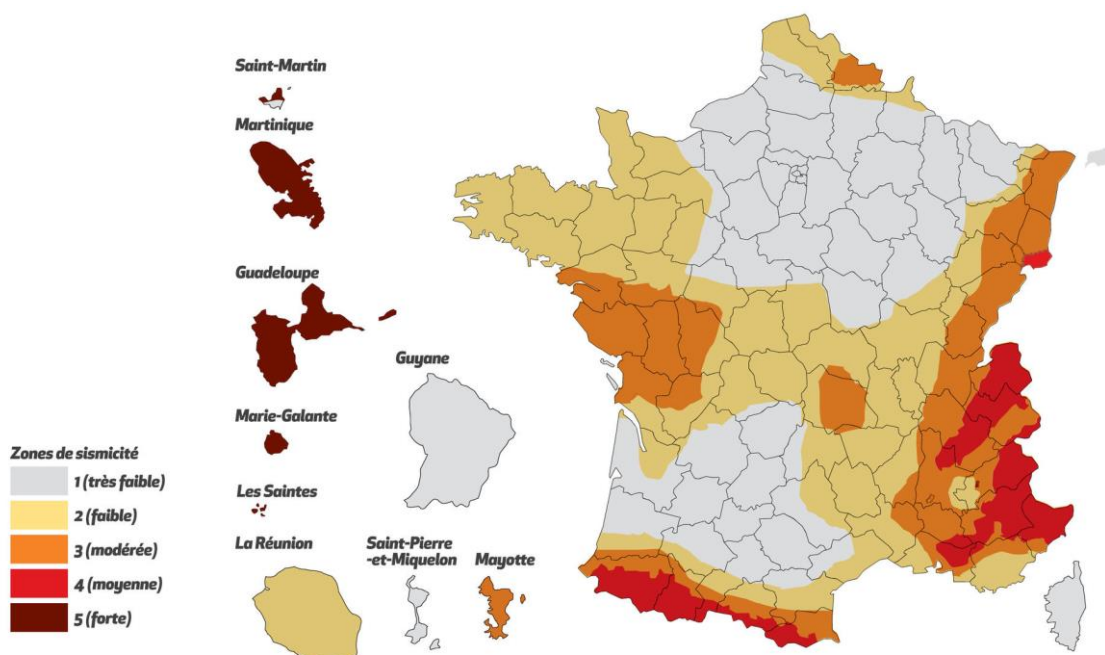 Saint-Martin
Martinique
Guadeloupe
Guyane
Marie-Galante
Zones de sismicité
1 (très faible)
2 (faible)
3 (modérée)
4 (moyenne)
5 (forte)
Les Saintes
La Réunion
Saint-Pierre
-et-Miquelon
Mayotte